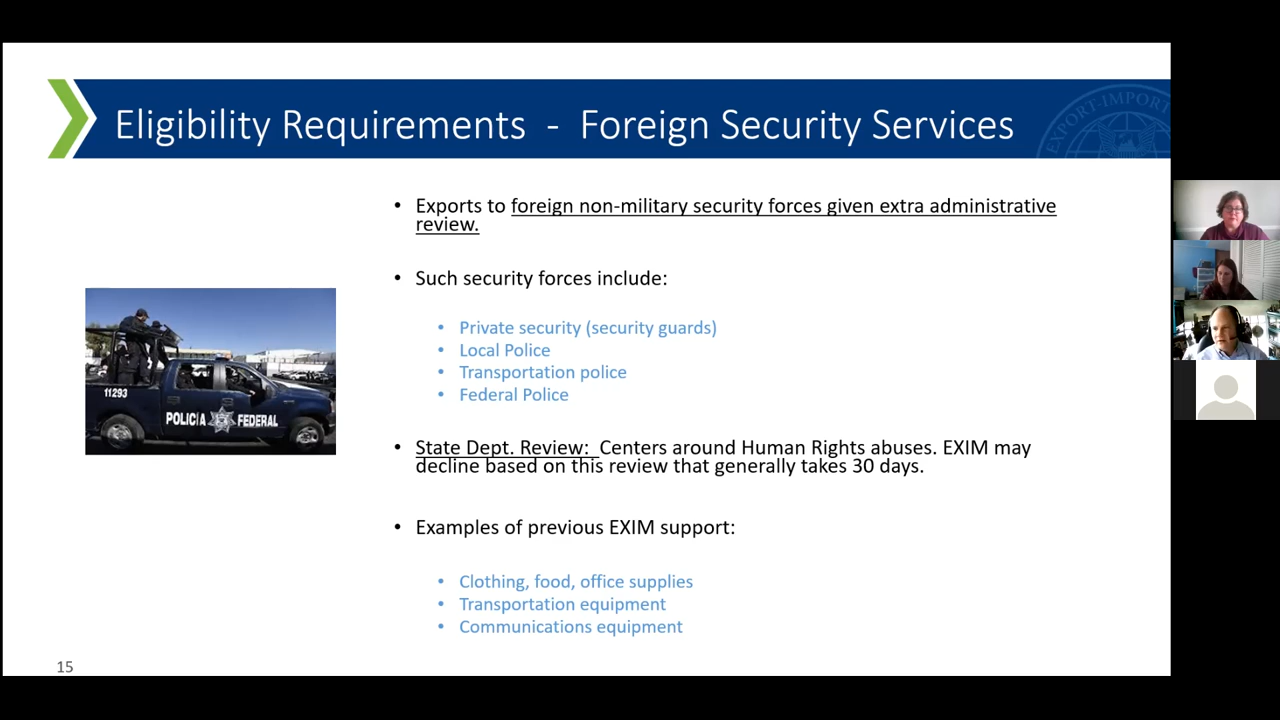 Eligibility Requirements - Foreign Security Services
EXPORT-IMPORT
• Exports to foreign non-military security forces given extra administrative
review.
• Such security forces include:
• Private security (security guards)
• Local Police
• Transportation police
• Federal Police
11293
POLICIA FEDERAL
• State Dept. Review: Centers around Human Rights abuses. EXIM may
decline based on this review that generally takes 30 days.
• Examples of previous EXIM support:
• Clothing, food, office supplies
• Transportation equipment
• Communications equipment
15